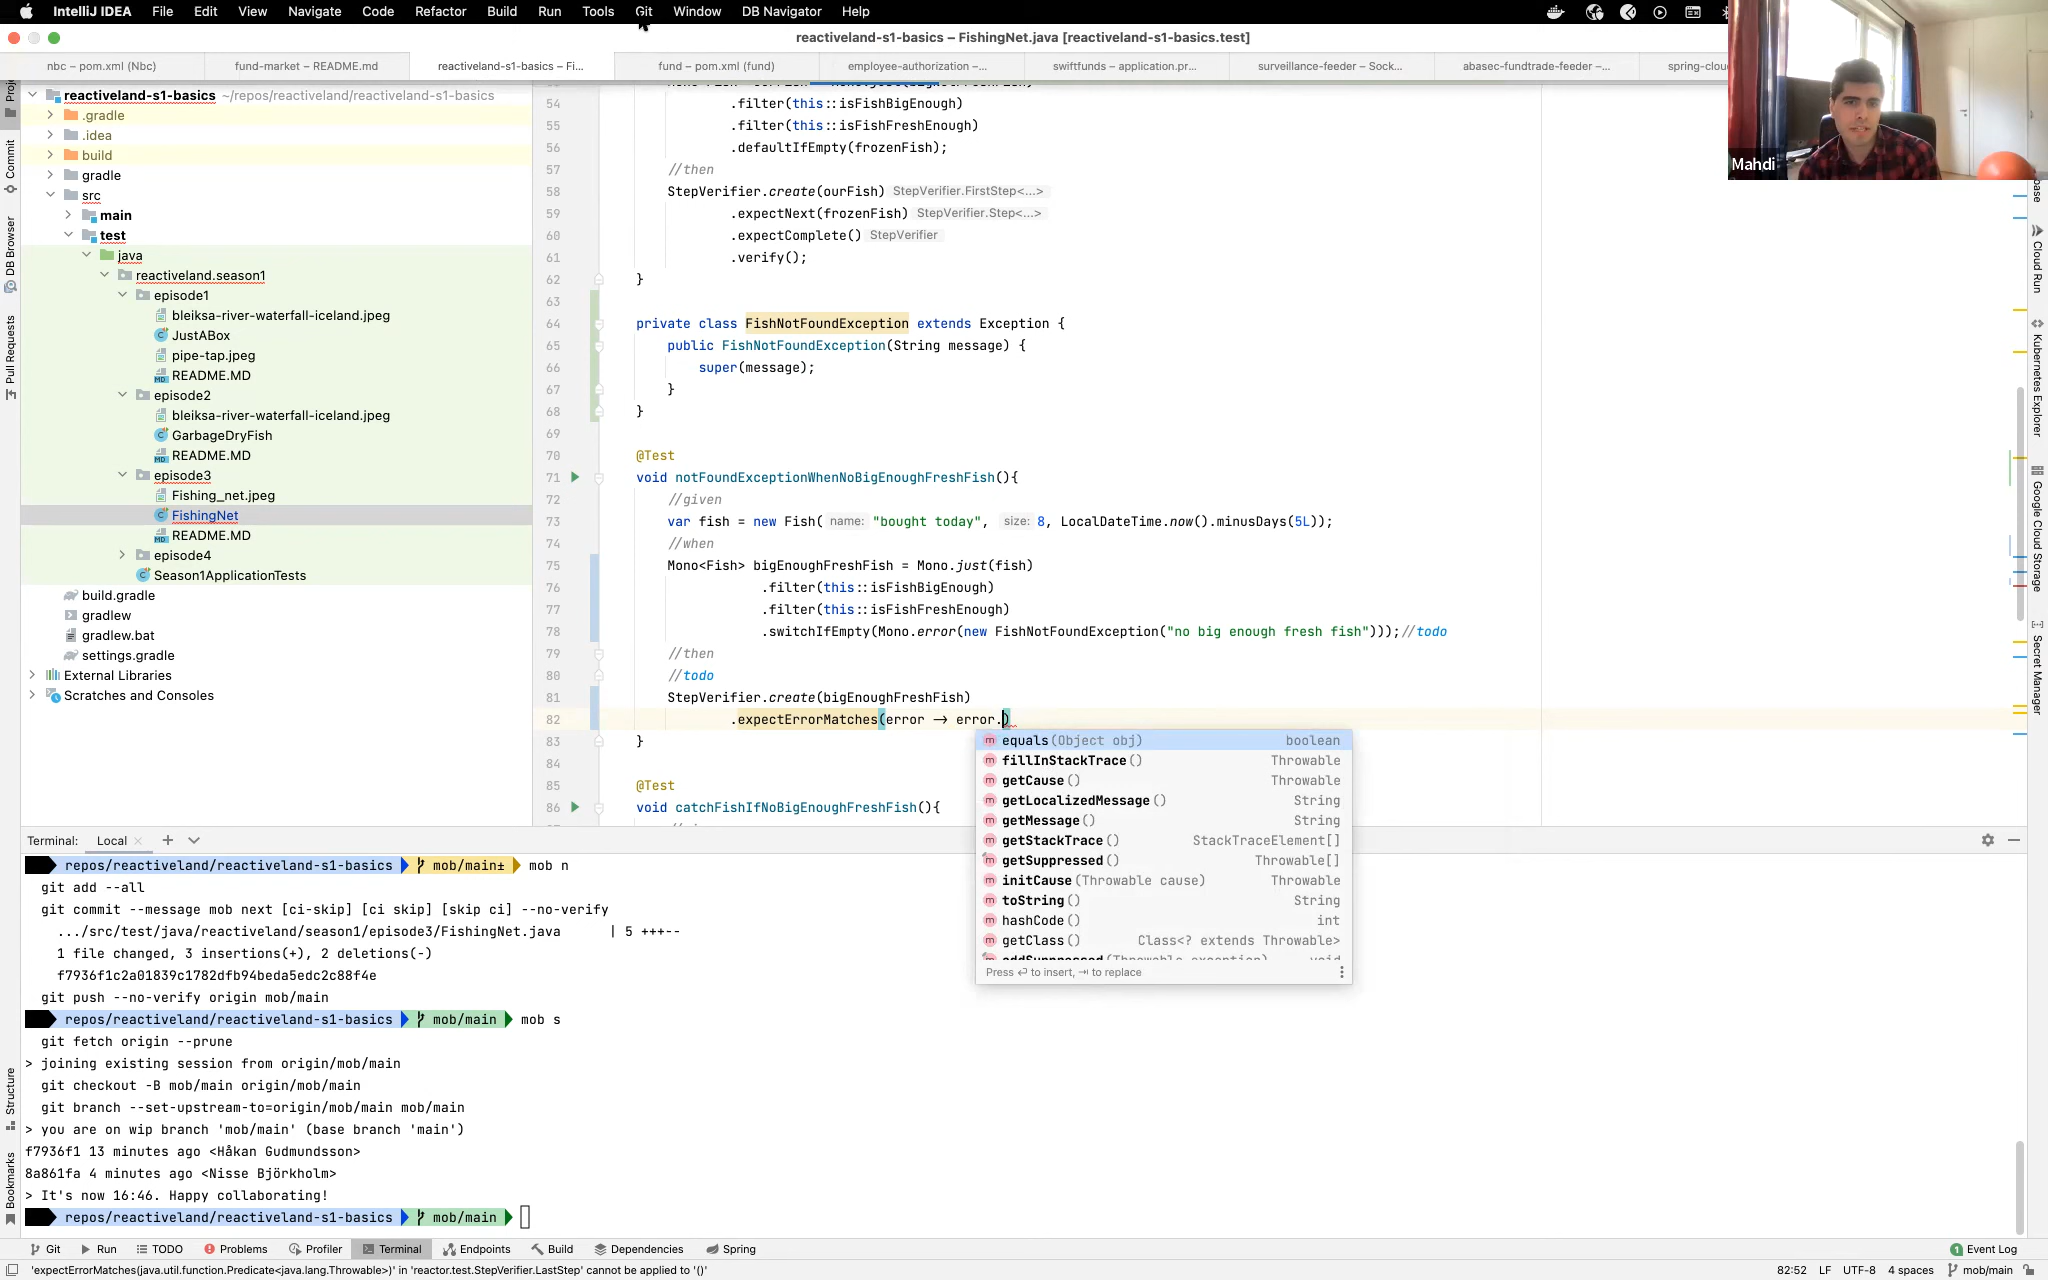 IntelliJ IDEA File Edit View Navigate Code Refactor Build Run Tools Git Window DB Navigator Help
reactiveland-s1-basics – FishingNet.java [reactiveland-s1-basics.test]
nbc – pom.xml (Nbc)
fund-market – README.md
reactiveland-s1-basics – Fi...
fund – pom.xml (fund)
employee-authorization –...
swiftfunds – application.pr...
surveillance-feeder – Sock...
abasec-fundtrade-feeder –...
spring-clou
Mahdi
Commit
DB Browser
Pull Requests
Structure
Bookmarks
reactiveland-s1-basics ~/repos/reactiveland/reactiveland-s1-basics
.gradle
.idea
build
gradle
src
main
test
java
reactiveland.season1
episode1
bleiksa-river-waterfall-iceland.jpeg
JustABox
pipe-tap.jpeg
README.MD
episode2
bleiksa-river-waterfall-iceland.jpeg
GarbageDryFish
README.MD
episode3
Fishing_net.jpeg
FishingNet
README.MD
episode4
Season1ApplicationTests
build.gradle
gradlew
gradlew.bat
settings.gradle
External Libraries
Scratches and Consoles
54 .filter(this::isFishBigEnough)
55 .filter(this::isFishFreshEnough)
56 .defaultIfEmpty(frozenFish);
57 //then
58 StepVerifier.create(ourFish) StepVerifier.FirstStep<...>
59 .expectNext(frozenFish) StepVerifier.Step<...>
60 .expectComplete() StepVerifier
61 .verify();
62 }
63
64 private class FishNotFoundException extends Exception {
65 public FishNotFoundException(String message) {
66 super(message);
67 }
68 }
69
70 @Test
71 void notFoundExceptionWhenNoBigEnoughFreshFish(){
72 //given
73 var fish = new Fish( name: "bought today", size: 8, LocalDateTime.now().minusDays(5L));
74 //when
75 Mono<Fish> bigEnoughFreshFish = Mono.just(fish)
76 .filter(this::isFishBigEnough)
77 .filter(this::isFishFreshEnough)
78 .switchIfEmpty(Mono.error(new FishNotFoundException("no big enough fresh fish")));//todo
79 //then
80 //todo
81 StepVerifier.create(bigEnoughFreshFish)
82 .expectErrorMatches(error → error.)
83 }
84
85 @Test
86 void catchFishIfNoBigEnoughFreshFish(){
equals(Object obj) boolean
fillInStackTrace() Throwable
getCause() Throwable
getLocalizedMessage() String
getMessage() String
getStackTrace() StackTraceElement[]
getSuppressed() Throwable[]
initCause(Throwable cause) Throwable
toString() String
hashCode() int
getClass() Class<? extends Throwable>
addSuppressed(Throwable exception) void
Press ↩ to insert, ⇥ to replace
base
Cloud Run
Kubernetes Explorer
Google Cloud Storage
Secret Manager
Terminal: Local × +
repos/reactiveland/reactiveland-s1-basics mob/main± mob n
git add --all
git commit --message mob next [ci-skip] [ci skip] [skip ci] --no-verify
.../src/test/java/reactiveland/season1/episode3/FishingNet.java | 5 +++--
1 file changed, 3 insertions(+), 2 deletions(-)
f7936f1c2a01839c1782dfb94beda5edc2c88f4e
git push --no-verify origin mob/main
repos/reactiveland/reactiveland-s1-basics mob/main mob s
git fetch origin --prune
> joining existing session from origin/mob/main
git checkout -B mob/main origin/mob/main
git branch --set-upstream-to=origin/mob/main mob/main
> you are on wip branch 'mob/main' (base branch 'main')
f7936f1 13 minutes ago <Håkan Gudmundsson>
8a861fa 4 minutes ago <Nisse Björkholm>
> It's now 16:46. Happy collaborating!
repos/reactiveland/reactiveland-s1-basics mob/main
Git Run TODO Problems Profiler Terminal Endpoints Build Dependencies Spring 1 Event Log
'expectErrorMatches(java.util.function.Predicate<java.lang.Throwable>)' in 'reactor.test.StepVerifier.LastStep' cannot be applied to '()' 82:52 LF UTF-8 4 spaces mob/main